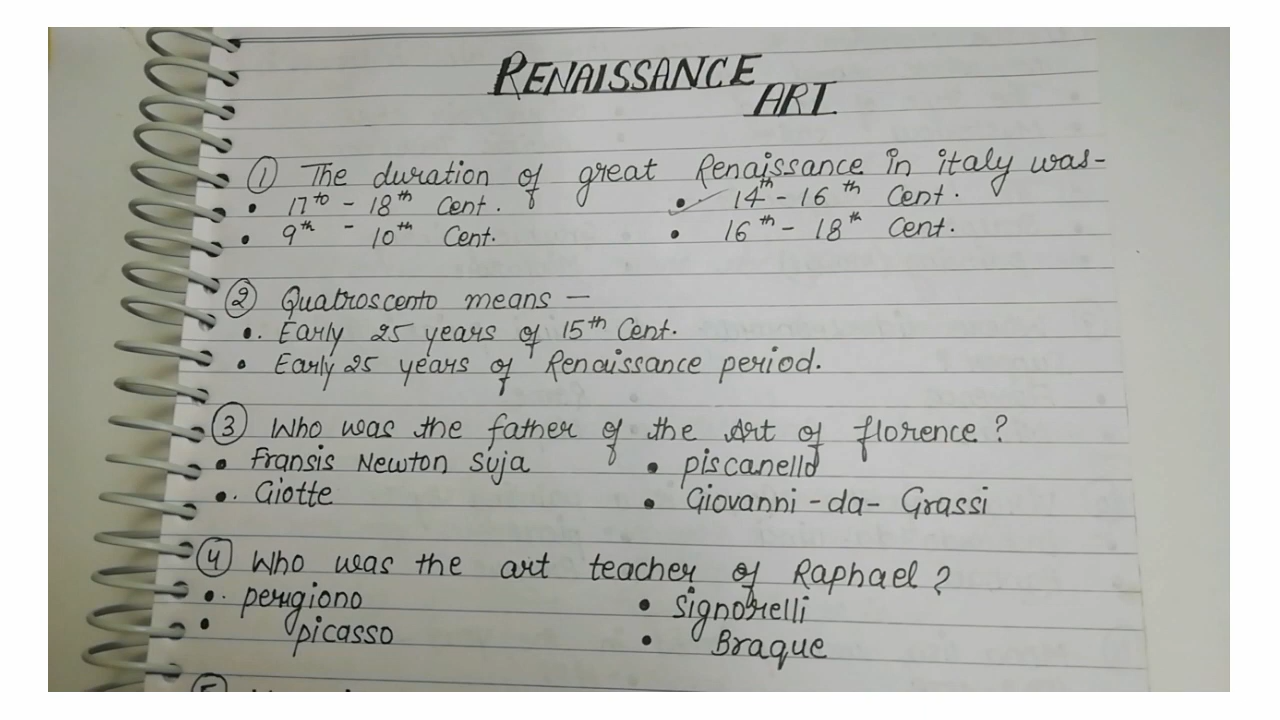 RENAISSANCE
ART
① The duration of great Renaissance in italy was-
• 17to - 18th Cent. • 14th - 16th Cent.
• 9th - 10th Cent. • 16th - 18th Cent.
② Quatroscento means —
• Early 25 years of 15th Cent.
• Early 25 years of Renaissance period.
③ Who was the father of the Art of florence?
• Fransis Newton Suja • Piscanello
• Giotte • Giovanni-da-Grassi
④ Who was the art teacher of Raphael?
• perugiono • Signorelli
• picasso • Braque